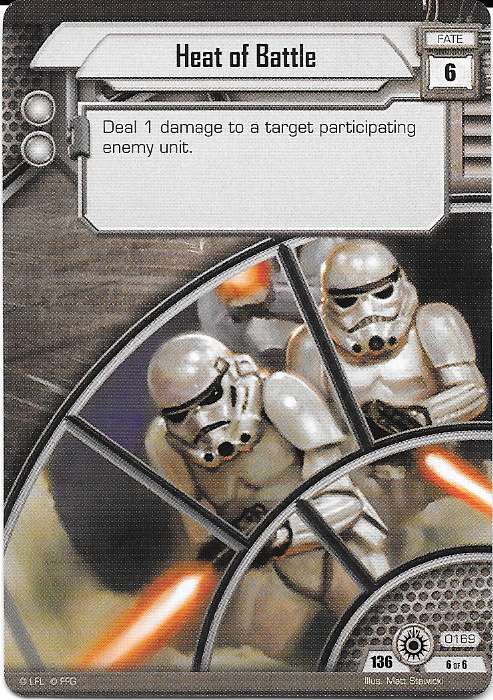 Heat of Battle
FATE
6
Deal 1 damage to a target participating
enemy unit.
136
0169
6 OF 6
© LFL © FFG
Illus. Matt Stawicki